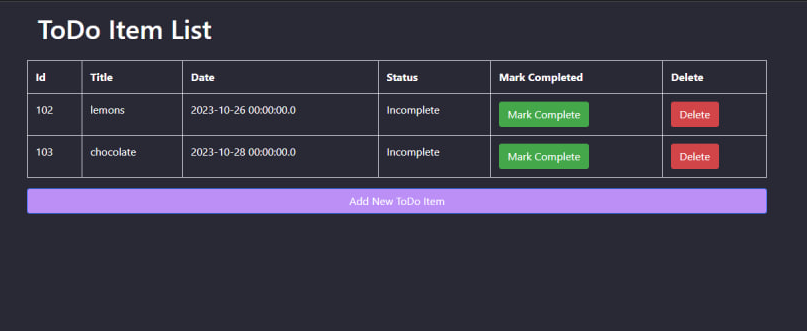 ToDo Item List
Id Title Date Status Mark Completed Delete
102 lemons 2023-10-26 00:00:00.0 Incomplete Mark Complete Delete
103 chocolate 2023-10-28 00:00:00.0 Incomplete Mark Complete Delete
Add New ToDo Item